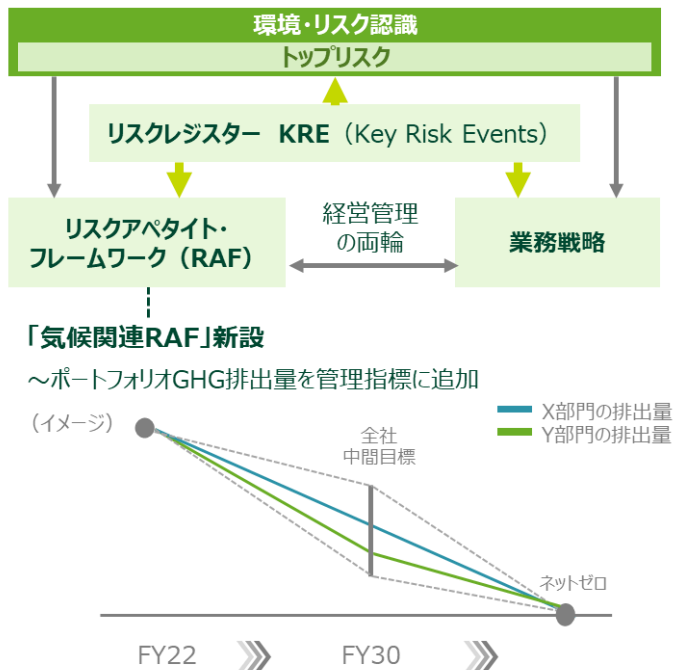 環境・リスク認識
トップリスク
リスクレジスター KRE（Key Risk Events）
リスクアペタイト・
フレームワーク（RAF）
経営管理
の両輪
業務戦略
「気候関連RAF」新設
～ポートフォリオGHG排出量を管理指標に追加
（イメージ）
全社
中間目標
X部門の排出量
Y部門の排出量
ネットゼロ
FY22
FY30